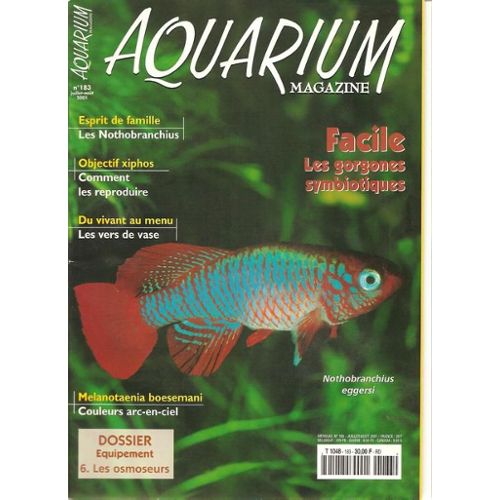 AQUARIUM
MAGAZINE
AQUARIUM
MAGAZINE
n°183
juillet-août
2001
Esprit de famille
Les Nothobranchius
Objectif xiphos
Comment
les reproduire
Du vivant au menu
Les vers de vase
Facile
Les gorgones
symbiotiques
Nothobranchius
eggersi
Melanotaenia boesemani
Couleurs arc-en-ciel
DOSSIER
Equipement
6. Les osmoseurs
T 1048 - 183 - 30,00 F - RD